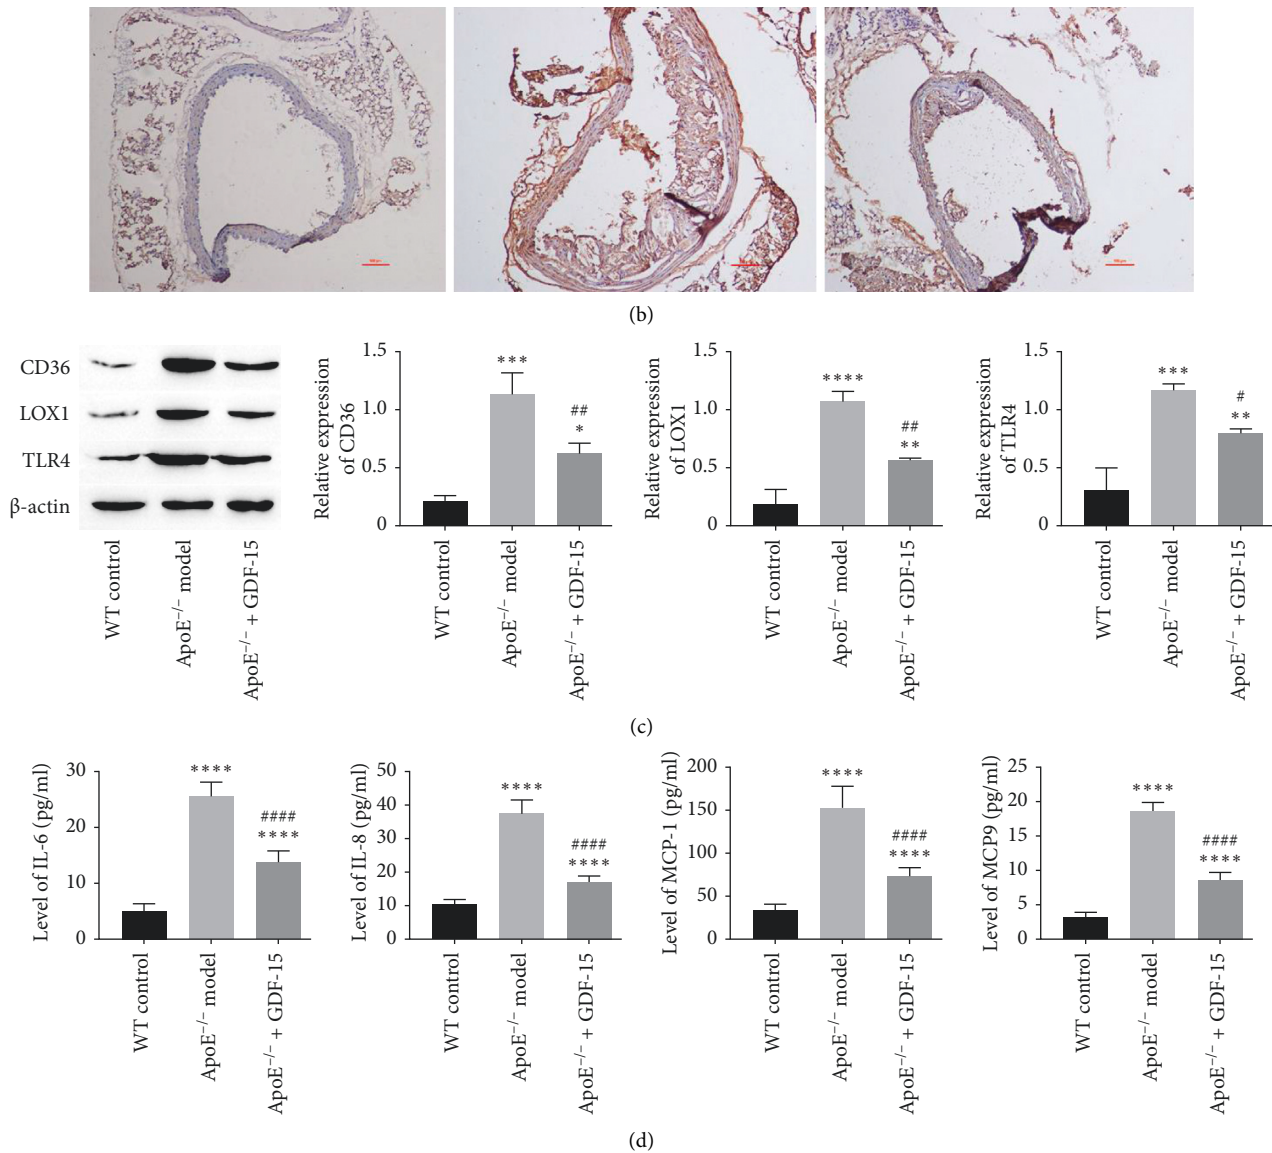 (b)
CD36
LOX1
TLR4
β-actin
WT control
ApoE−/− model
ApoE−/− + GDF-15
Relative expression
of CD36
1.5
1.0
0.5
0
***
##
*
WT control
ApoE−/− model
ApoE−/− + GDF-15
Relative expression
of LOX1
1.5
1.0
0.5
0
****
##
**
WT control
ApoE−/− model
ApoE−/− + GDF-15
Relative expression
of TLR4
1.5
1.0
0.5
0
***
#
**
WT control
ApoE−/− model
ApoE−/− + GDF-15
(c)
Level of IL-6 (pg/ml)
30
20
10
0
****
####
****
WT control
ApoE−/− model
ApoE−/− + GDF-15
Level of IL-8 (pg/ml)
50
40
30
20
10
0
****
####
****
WT control
ApoE−/− model
ApoE−/− + GDF-15
Level of MCP-1 (pg/ml)
200
150
100
50
0
****
####
****
WT control
ApoE−/− model
ApoE−/− + GDF-15
Level of MCP9 (pg/ml)
25
20
15
10
5
0
****
####
****
WT control
ApoE−/− model
ApoE−/− + GDF-15
(d)